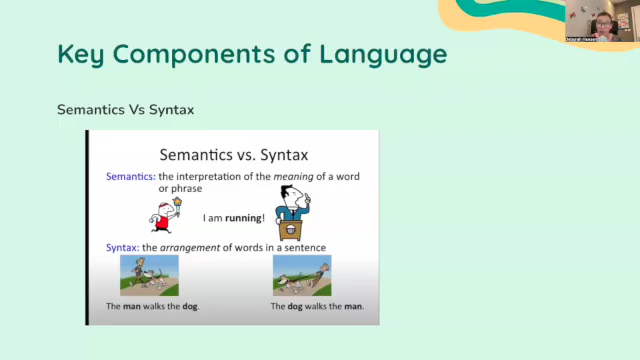 Key Components of Language
Semantics Vs Syntax
Semantics vs. Syntax
Semantics: the interpretation of the meaning of a word
or phrase
I am running!
Syntax: the arrangement of words in a sentence
The man walks the dog.
The dog walks the man.